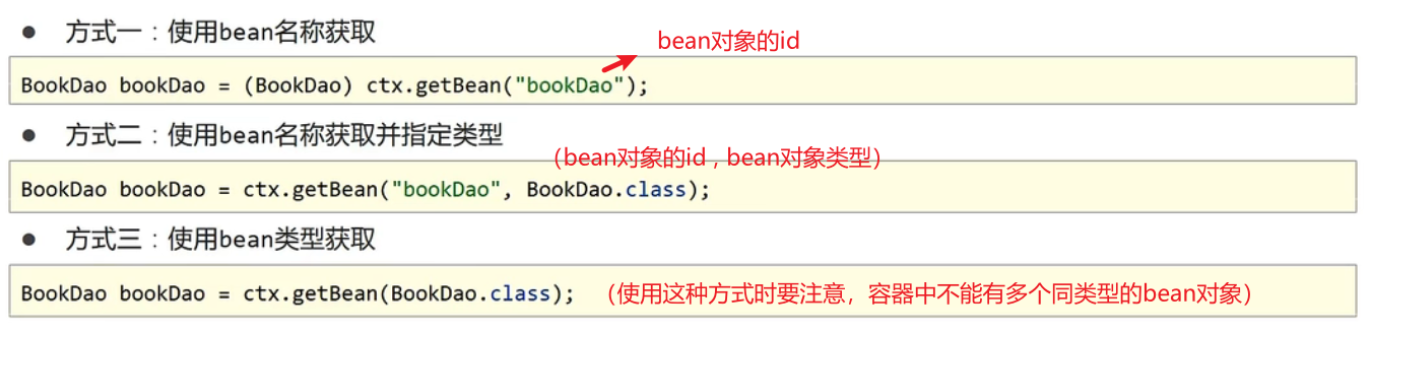 ● 方式一：使用bean名称获取
bean对象的id
BookDao bookDao = (BookDao) ctx.getBean("bookDao");
● 方式二：使用bean名称获取并指定类型
（bean对象的id，bean对象类型）
BookDao bookDao = ctx.getBean("bookDao", BookDao.class);
● 方式三：使用bean类型获取
BookDao bookDao = ctx.getBean(BookDao.class); （使用这种方式时要注意，容器中不能有多个同类型的bean对象）